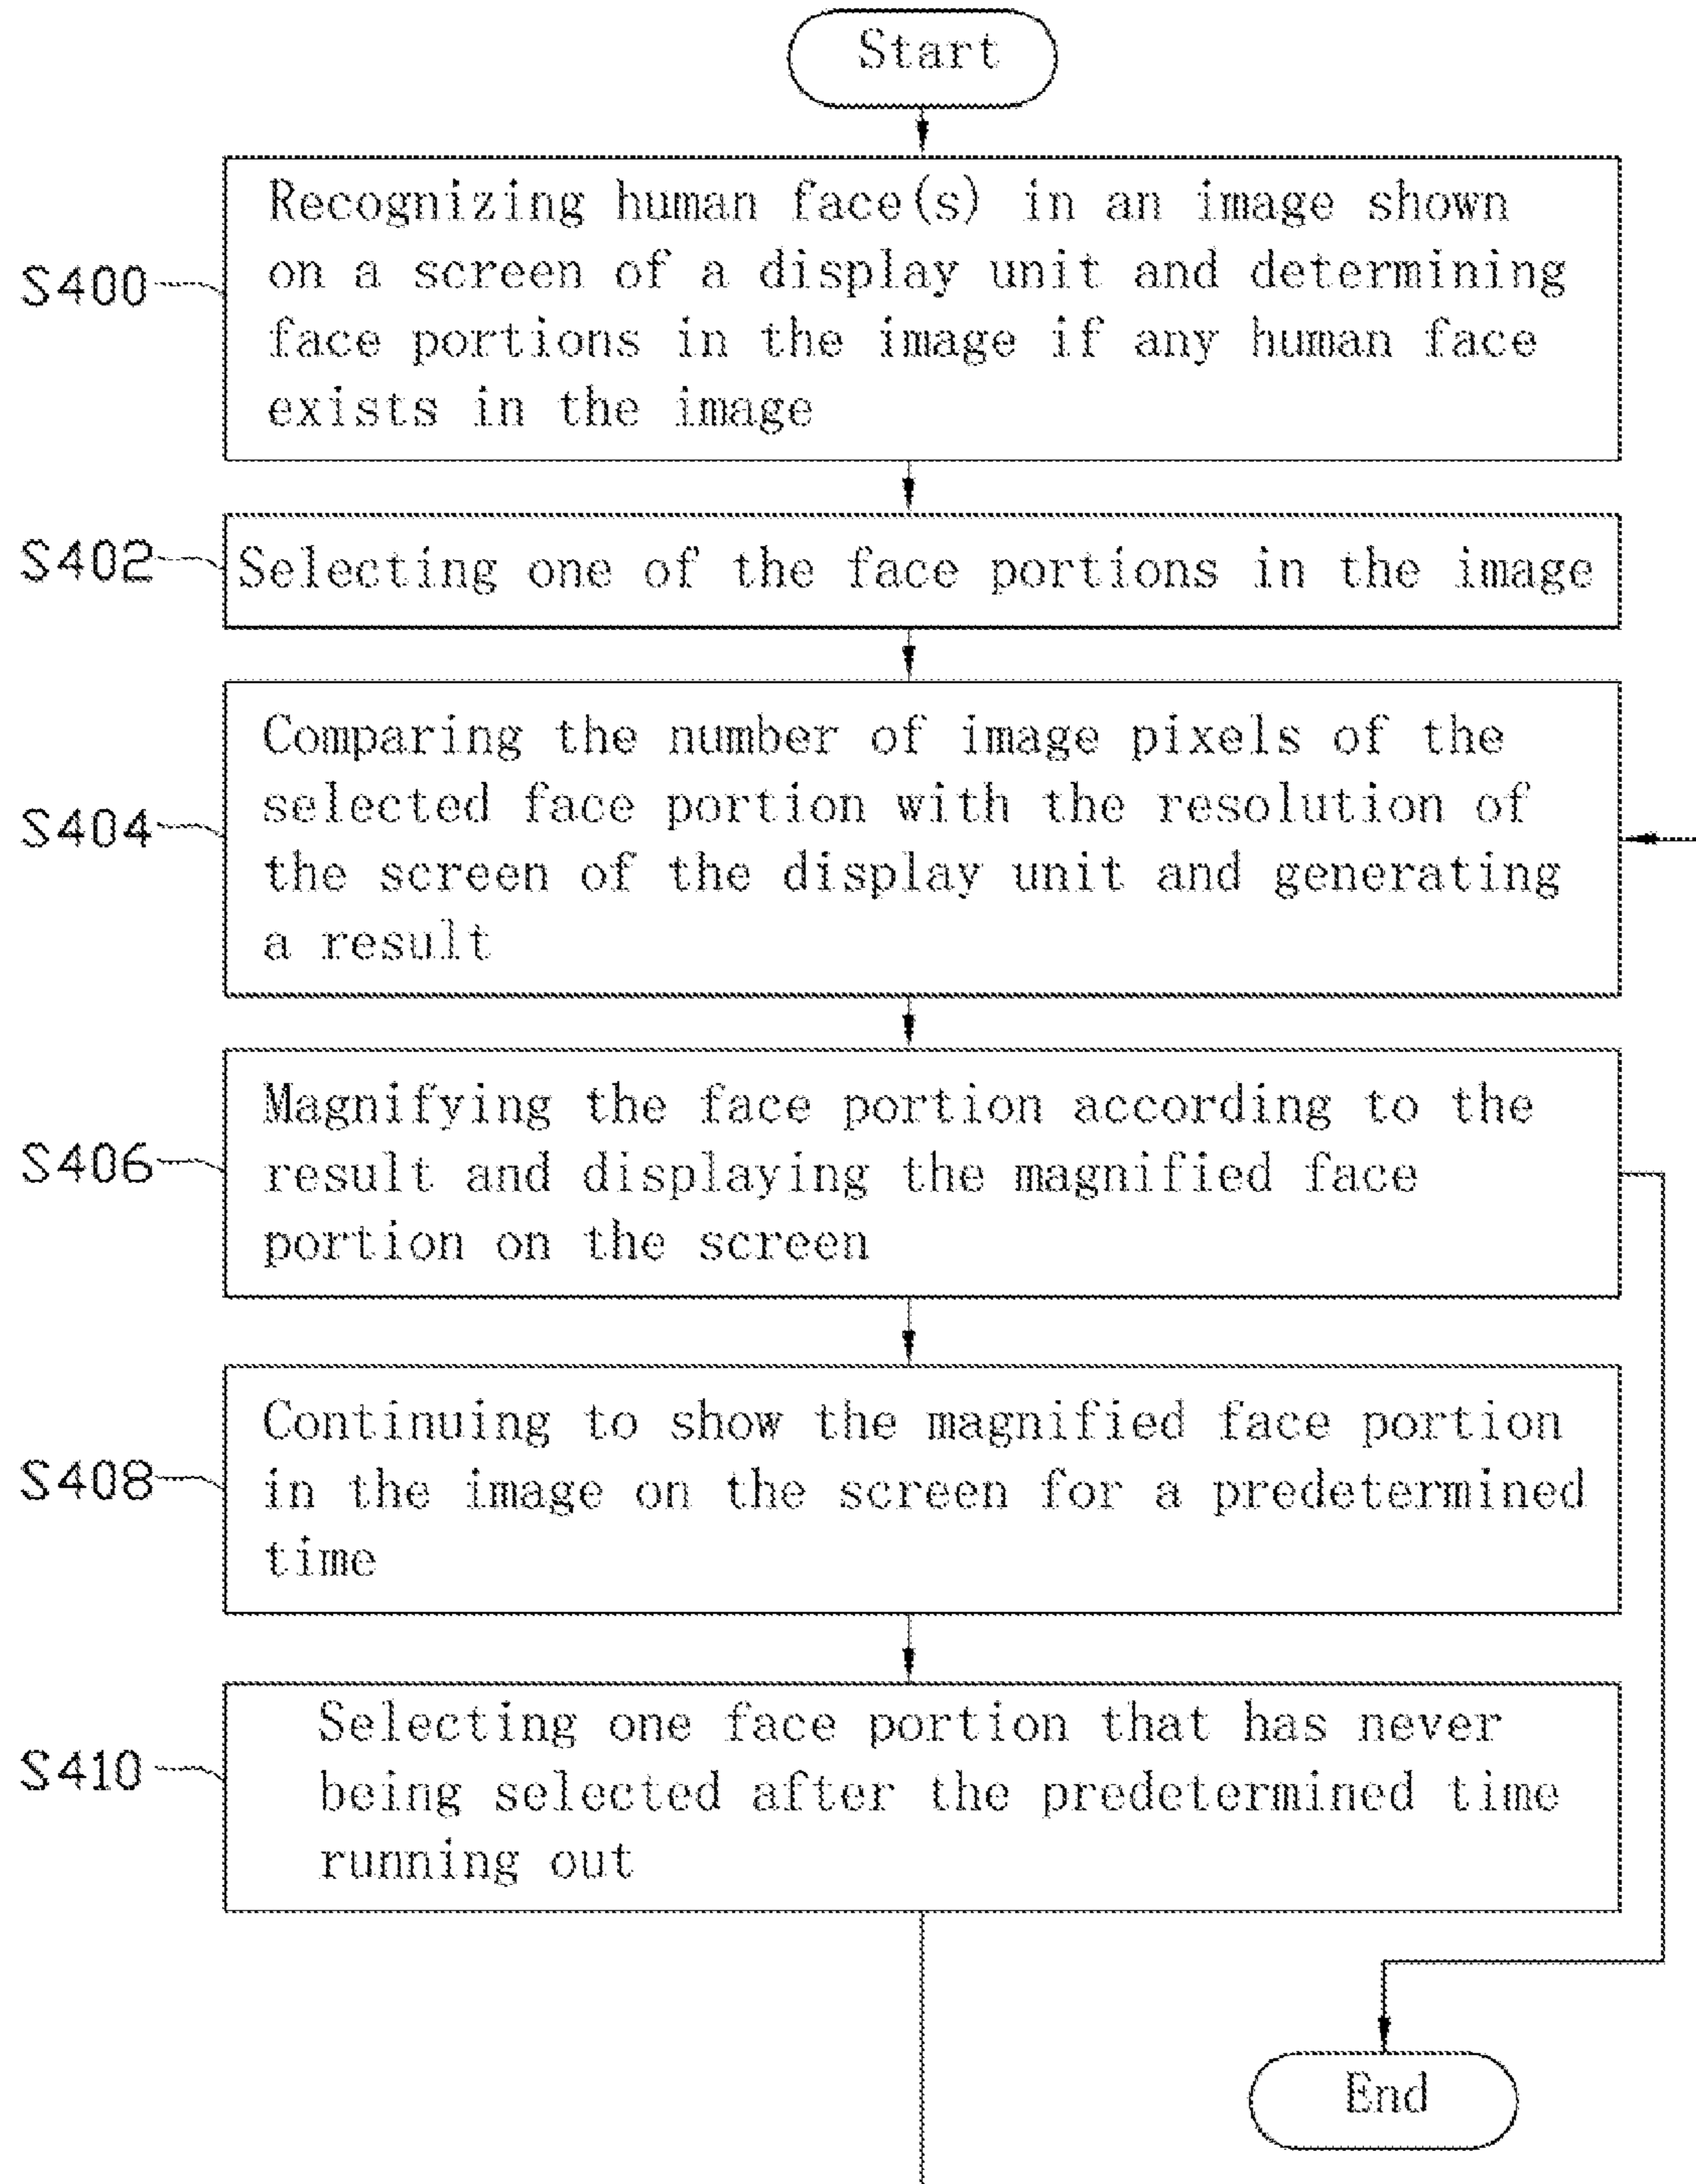 Start
S400
Recognizing human face(s) in an image shown
on a screen of a display unit and determining
face portions in the image if any human face
exists in the image
S402
Selecting one of the face portions in the image
S404
Comparing the number of image pixels of the
selected face portion with the resolution of
the screen of the display unit and generating
a result
S406
Magnifying the face portion according to the
result and displaying the magnified face
portion on the screen
S408
Continuing to show the magnified face portion
in the image on the screen for a predetermined
time
S410
Selecting one face portion that has never
being selected after the predetermined time
running out
End